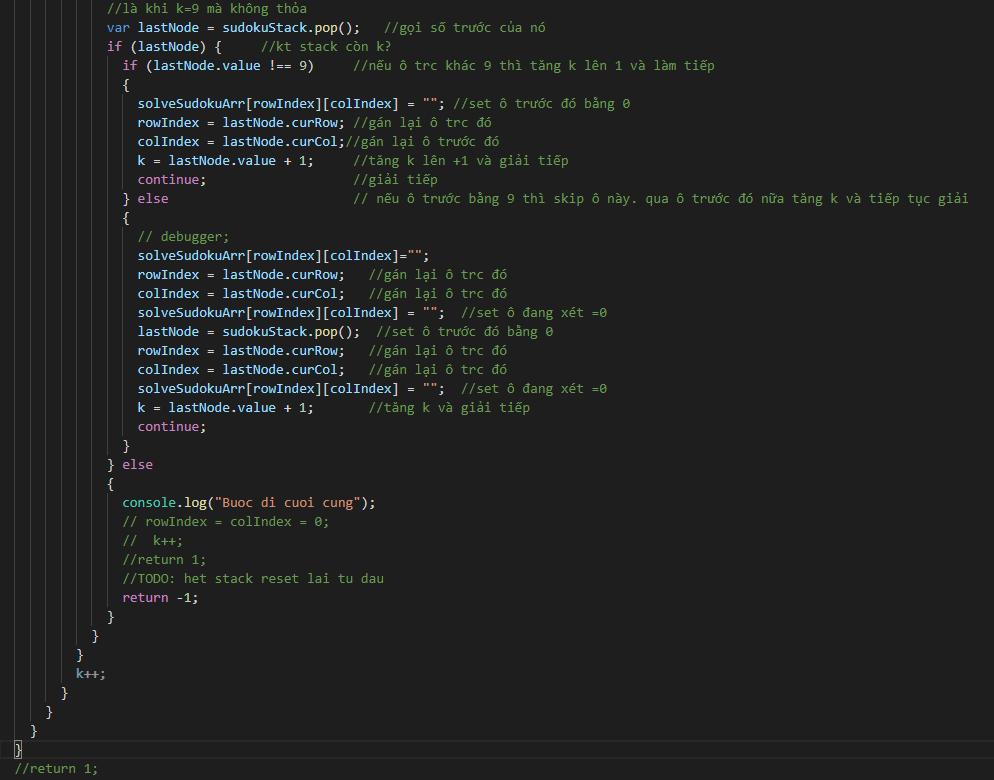 //là khi k=9 mà không thỏa
var lastNode = sudokuStack.pop();   //gọi số trước của nó
if (lastNode) {     //kt stack còn k?
if (lastNode.value !== 9)     //nếu ô trc khác 9 thì tăng k lên 1 và làm tiếp
{
solveSudokuArr[rowIndex][colIndex] = ""; //set ô trước đó bằng 0
rowIndex = lastNode.curRow; //gán lại ô trc đó
colIndex = lastNode.curCol;//gán lại ô trước đó
k = lastNode.value + 1;     //tăng k lên +1 và giải tiếp
continue;                   //giải tiếp
} else                        // nếu ô trước bằng 9 thì skip ô này. qua ô trước đó nữa tăng k và tiếp tục giải
{
// debugger;
solveSudokuArr[rowIndex][colIndex]="";
rowIndex = lastNode.curRow;   //gán lại ô trc đó
colIndex = lastNode.curCol;   //gán lại ô trc đó
solveSudokuArr[rowIndex][colIndex] = "";  //set ô đang xét =0
lastNode = sudokuStack.pop();  //set ô trước đó bằng 0
rowIndex = lastNode.curRow;   //gán lại ô trc đó
colIndex = lastNode.curCol;   //gán lại ô trc đó
solveSudokuArr[rowIndex][colIndex] = "";  //set ô đang xét =0
k = lastNode.value + 1;       //tăng k và giải tiếp
continue;
}
} else
{
console.log("Buoc di cuoi cung");
// rowIndex = colIndex = 0;
//  k++;
//return 1;
//TODO: het stack reset lai tu dau
return -1;
}
}
}
k++;
}
}
}
}
//return 1;